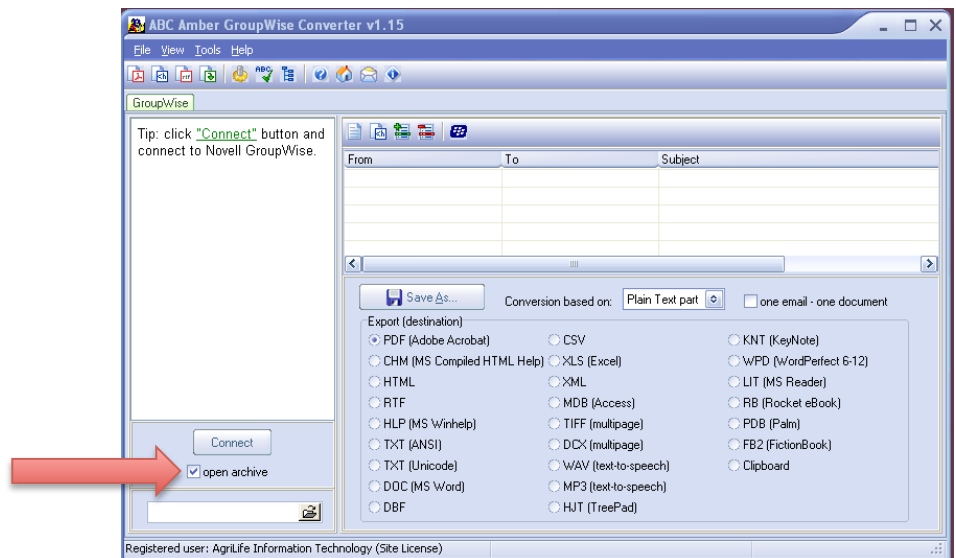 ABC Amber GroupWise Converter v1.15
File View Tools Help
GroupWise
Tip: click "Connect" button and
connect to Novell GroupWise.
From To Subject
Save As... Conversion based on: Plain Text part one email - one document
Export (destination)
PDF (Adobe Acrobat) CSV KNT (KeyNote)
CHM (MS Compiled HTML Help) XLS (Excel) WPD (WordPerfect 6-12)
HTML XML LIT (MS Reader)
RTF MDB (Access) RB (Rocket eBook)
HLP (MS Winhelp) TIFF (multipage) PDB (Palm)
TXT (ANSI) DCX (multipage) FB2 (FictionBook)
TXT (Unicode) WAV (text-to-speech) Clipboard
DOC (MS Word) MP3 (text-to-speech)
DBF HJT (TreePad)
Connect
open archive
Registered user: AgriLife Information Technology (Site License)